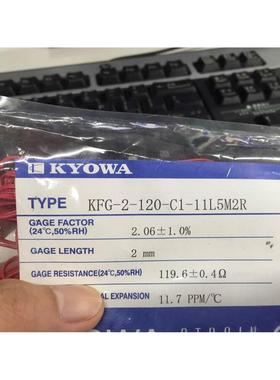 KYOWA
TYPE KFG-2-120-C1-11L5M2R
GAGE FACTOR
(24℃,50%RH) 2.06±1.0%
GAGE LENGTH 2 mm
GAGE RESISTANCE(24℃,50%RH) 119.6±0.4Ω
EXPANSION 11.7 PPM/℃